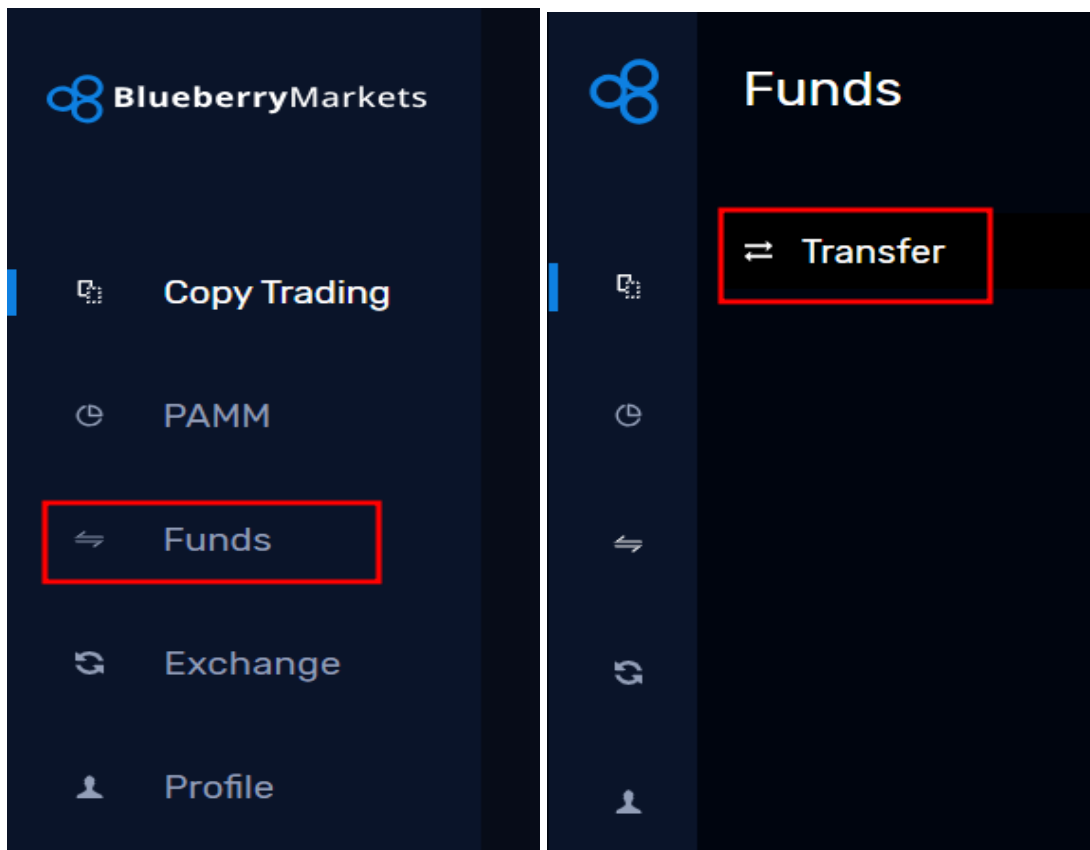 BlueberryMarkets
Copy Trading
PAMM
Funds
Exchange
Profile
Funds
Transfer